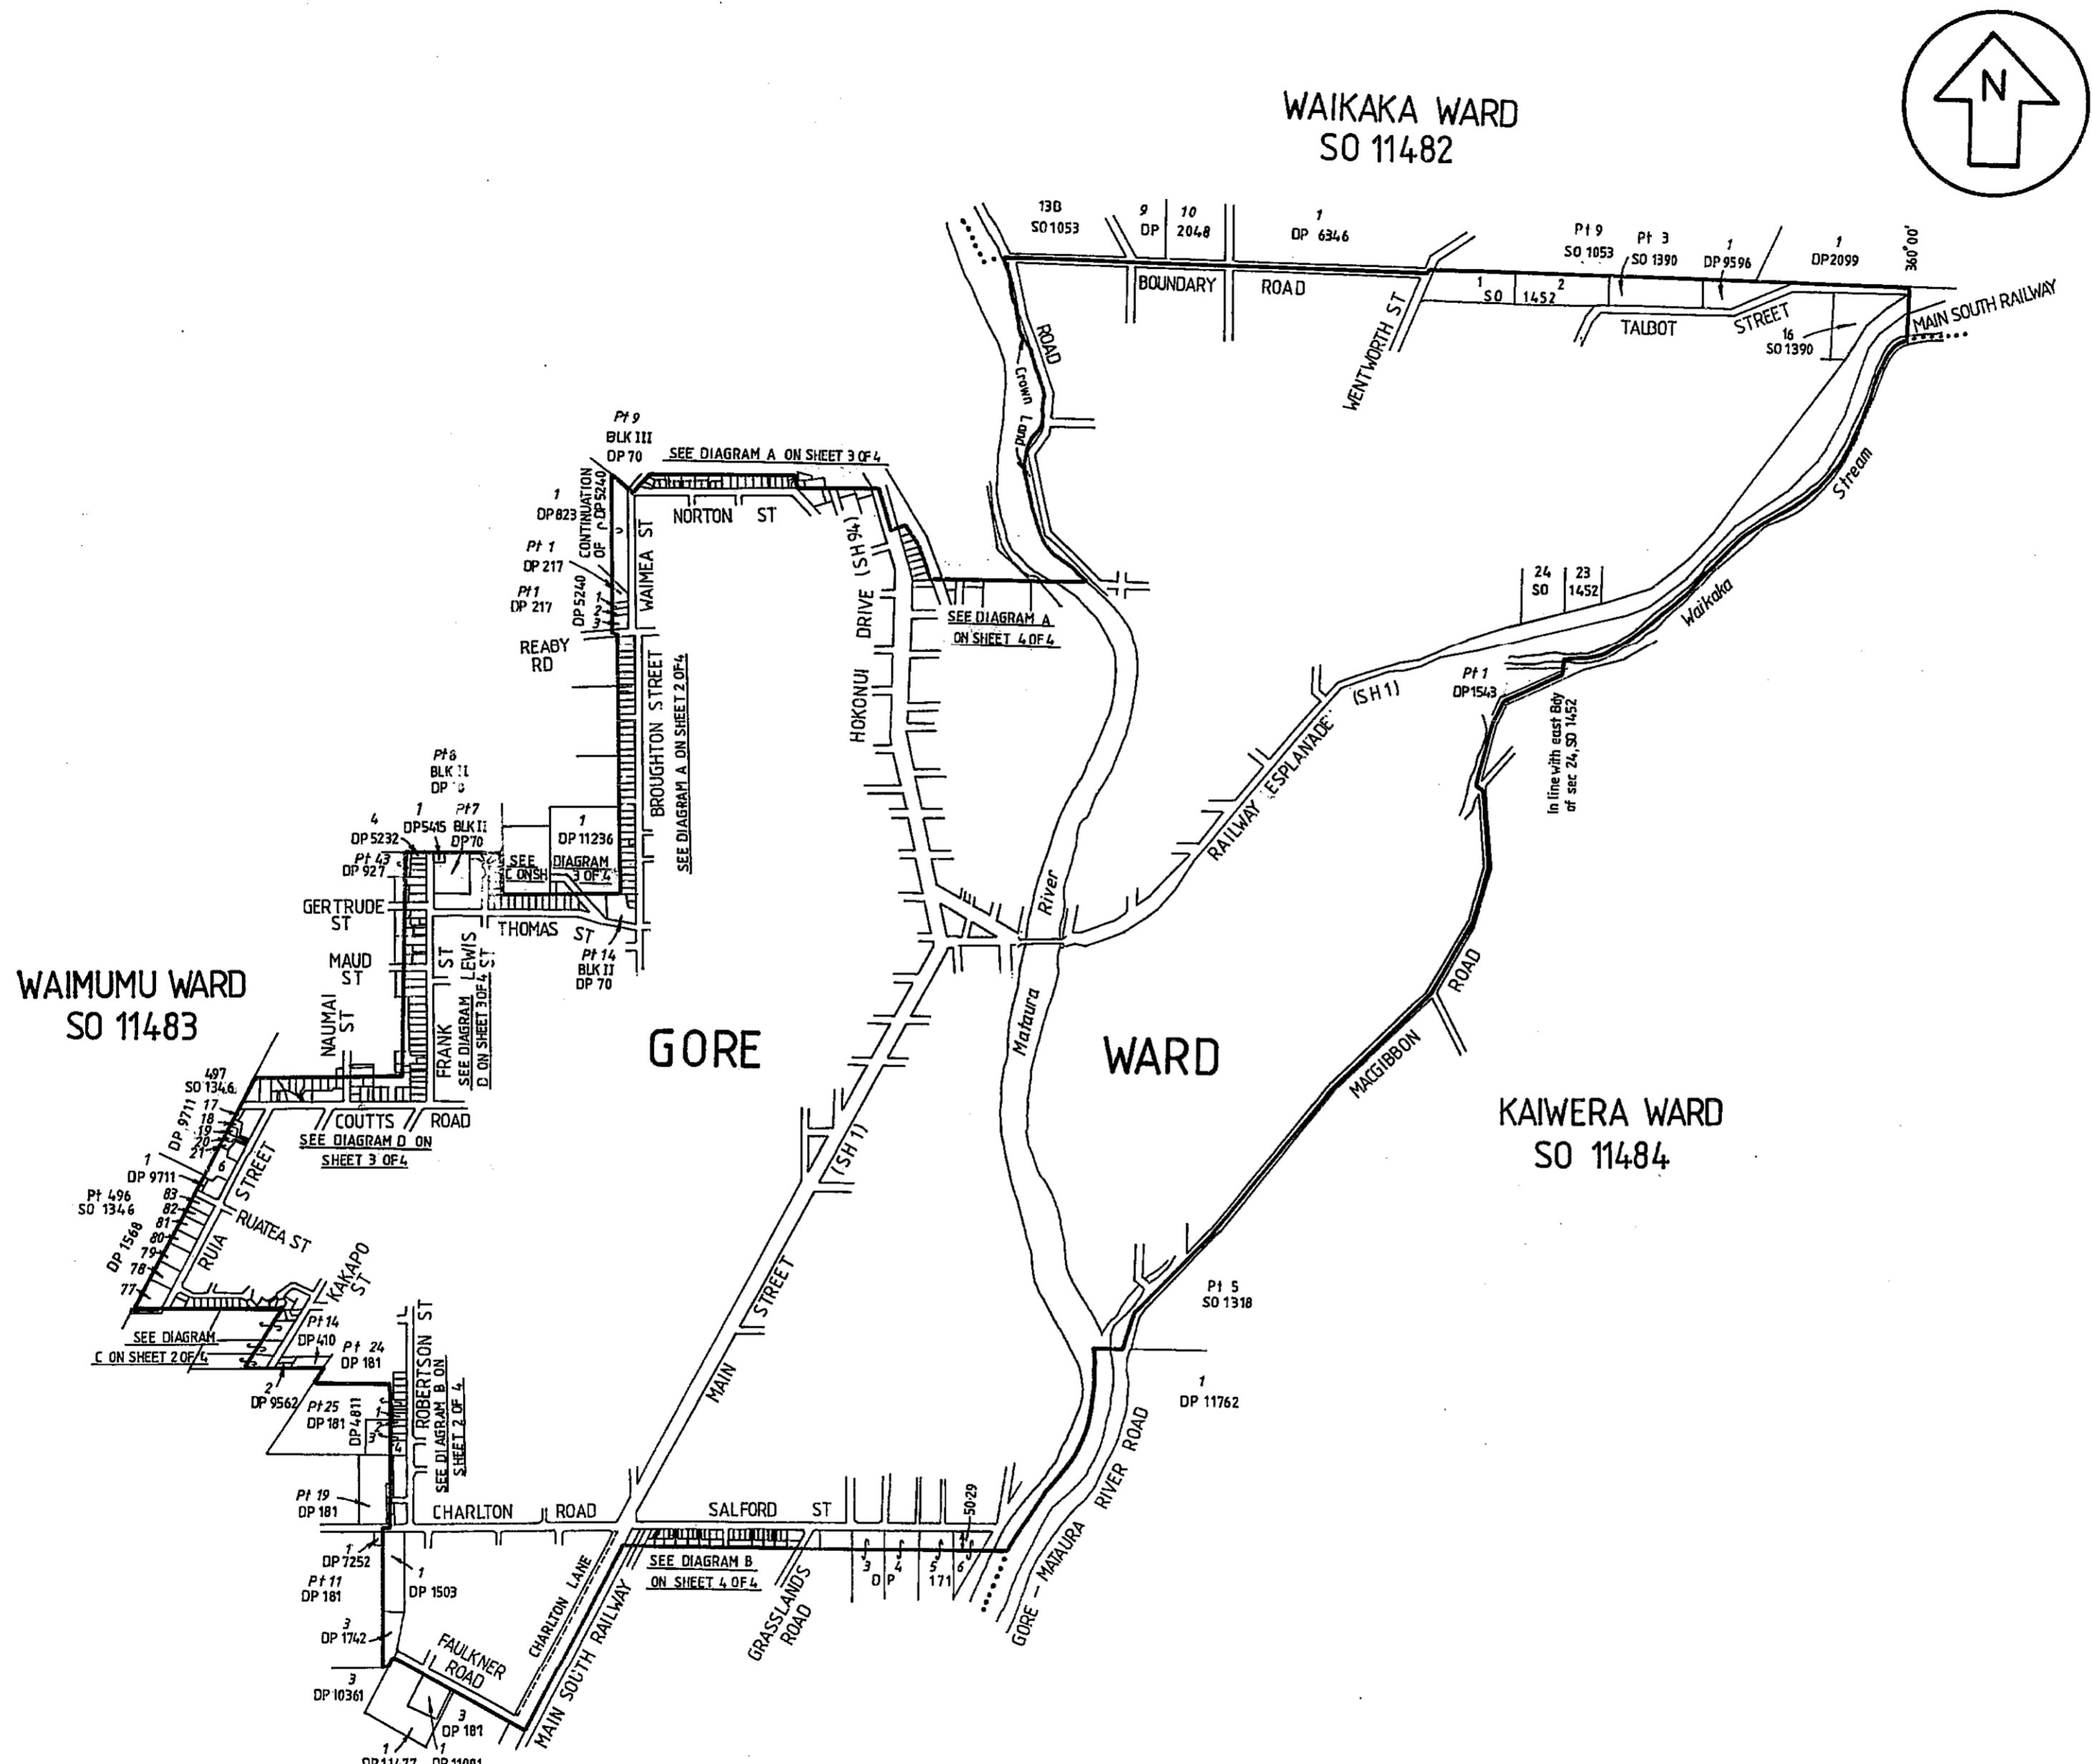 N
WAIKAKA WARD
SO 11482
13B
SO 1053
9
DP
10
2048
1
DP 6346
Pt 9
SO 1053
Pt 3
SO 1390
1
DP 9596
1
DP 2099
360°00'
BOUNDARY ROAD
1
SO
2
1452
TALBOT STREET
16
SO 1390
MAIN SOUTH RAILWAY
WENTWORTH ST
ROAD
Crown Land
Pt 9
BLK III
DP 70
SEE DIAGRAM A ON SHEET 3 OF 4
CONTINUATION
OF DP 5240
1
DP 823
NORTON ST
Pt 1
DP 217
Pt 1
DP 217
DP 5240
1
2
3
WAIMEA ST
REABY
RD
HOKONUI DRIVE (SH 94)
SEE DIAGRAM A
ON SHEET 4 OF 4
Stream
Waikaka
24
SO
23
1452
(SH 1)
Pt 1
DP 1543
In line with east Bdy
of sec 24, SO 1452
BROUGHTON STREET
SEE DIAGRAM A ON SHEET 2 OF 4
RAILWAY ESPLANADE
Pt 8
BLK II
DP
4
DP 5232
1
DP 5415
Pt 7
BLK II
DP 70
1
DP 11236
SEE DIAGRAM
C ON SH 3 OF 4
Pt 43
DP 927
GERTRUDE
ST
THOMAS ST
Pt 14
BLK II
DP 70
MAUD
ST
River
Mataura
NAUMAI
ST
FRANK ST
LEWIS ST
SEE DIAGRAM
D ON SHEET 3 OF 4
WAIMUMU WARD
SO 11483
GORE WARD
MACGIBBON ROAD
KAIWERA WARD
SO 11484
497
SO 1346
DP 9711
17
18
19
20
21
6
COUTTS ROAD
SEE DIAGRAM D ON
SHEET 3 OF 4
1
DP 9711
Pt 496
SO 1346
83
82
81
80
79
78
77
DP 1568
RUIA STREET
RUATEA ST
KAKAPO
ST
(SH 1)
MAIN STREET
Pt 5
SO 1318
SEE DIAGRAM
C ON SHEET 2 OF 4
Pt 14
DP 410
Pt 24
DP 181
2
DP 9562
Pt 25
DP 181
DP 4811
1
2
3
4
ROBERTSON ST
SEE DIAGRAM B ON
SHEET 2 OF 4
1
DP 11762
Pt 19
DP 181
CHARLTON ROAD
SALFORD ST
50·29
1
DP 7252
Pt 11
DP 181
1
DP 1503
3
DP 1742
CHARLTON LANE
SEE DIAGRAM B
ON SHEET 4 OF 4
GRASSLANDS
ROAD
3
4
5
6
DP
171
GORE - MATAURA RIVER ROAD
FAULKNER
ROAD
MAIN SOUTH RAILWAY
3
DP 10361
3
DP 181
1
DP 11477
1